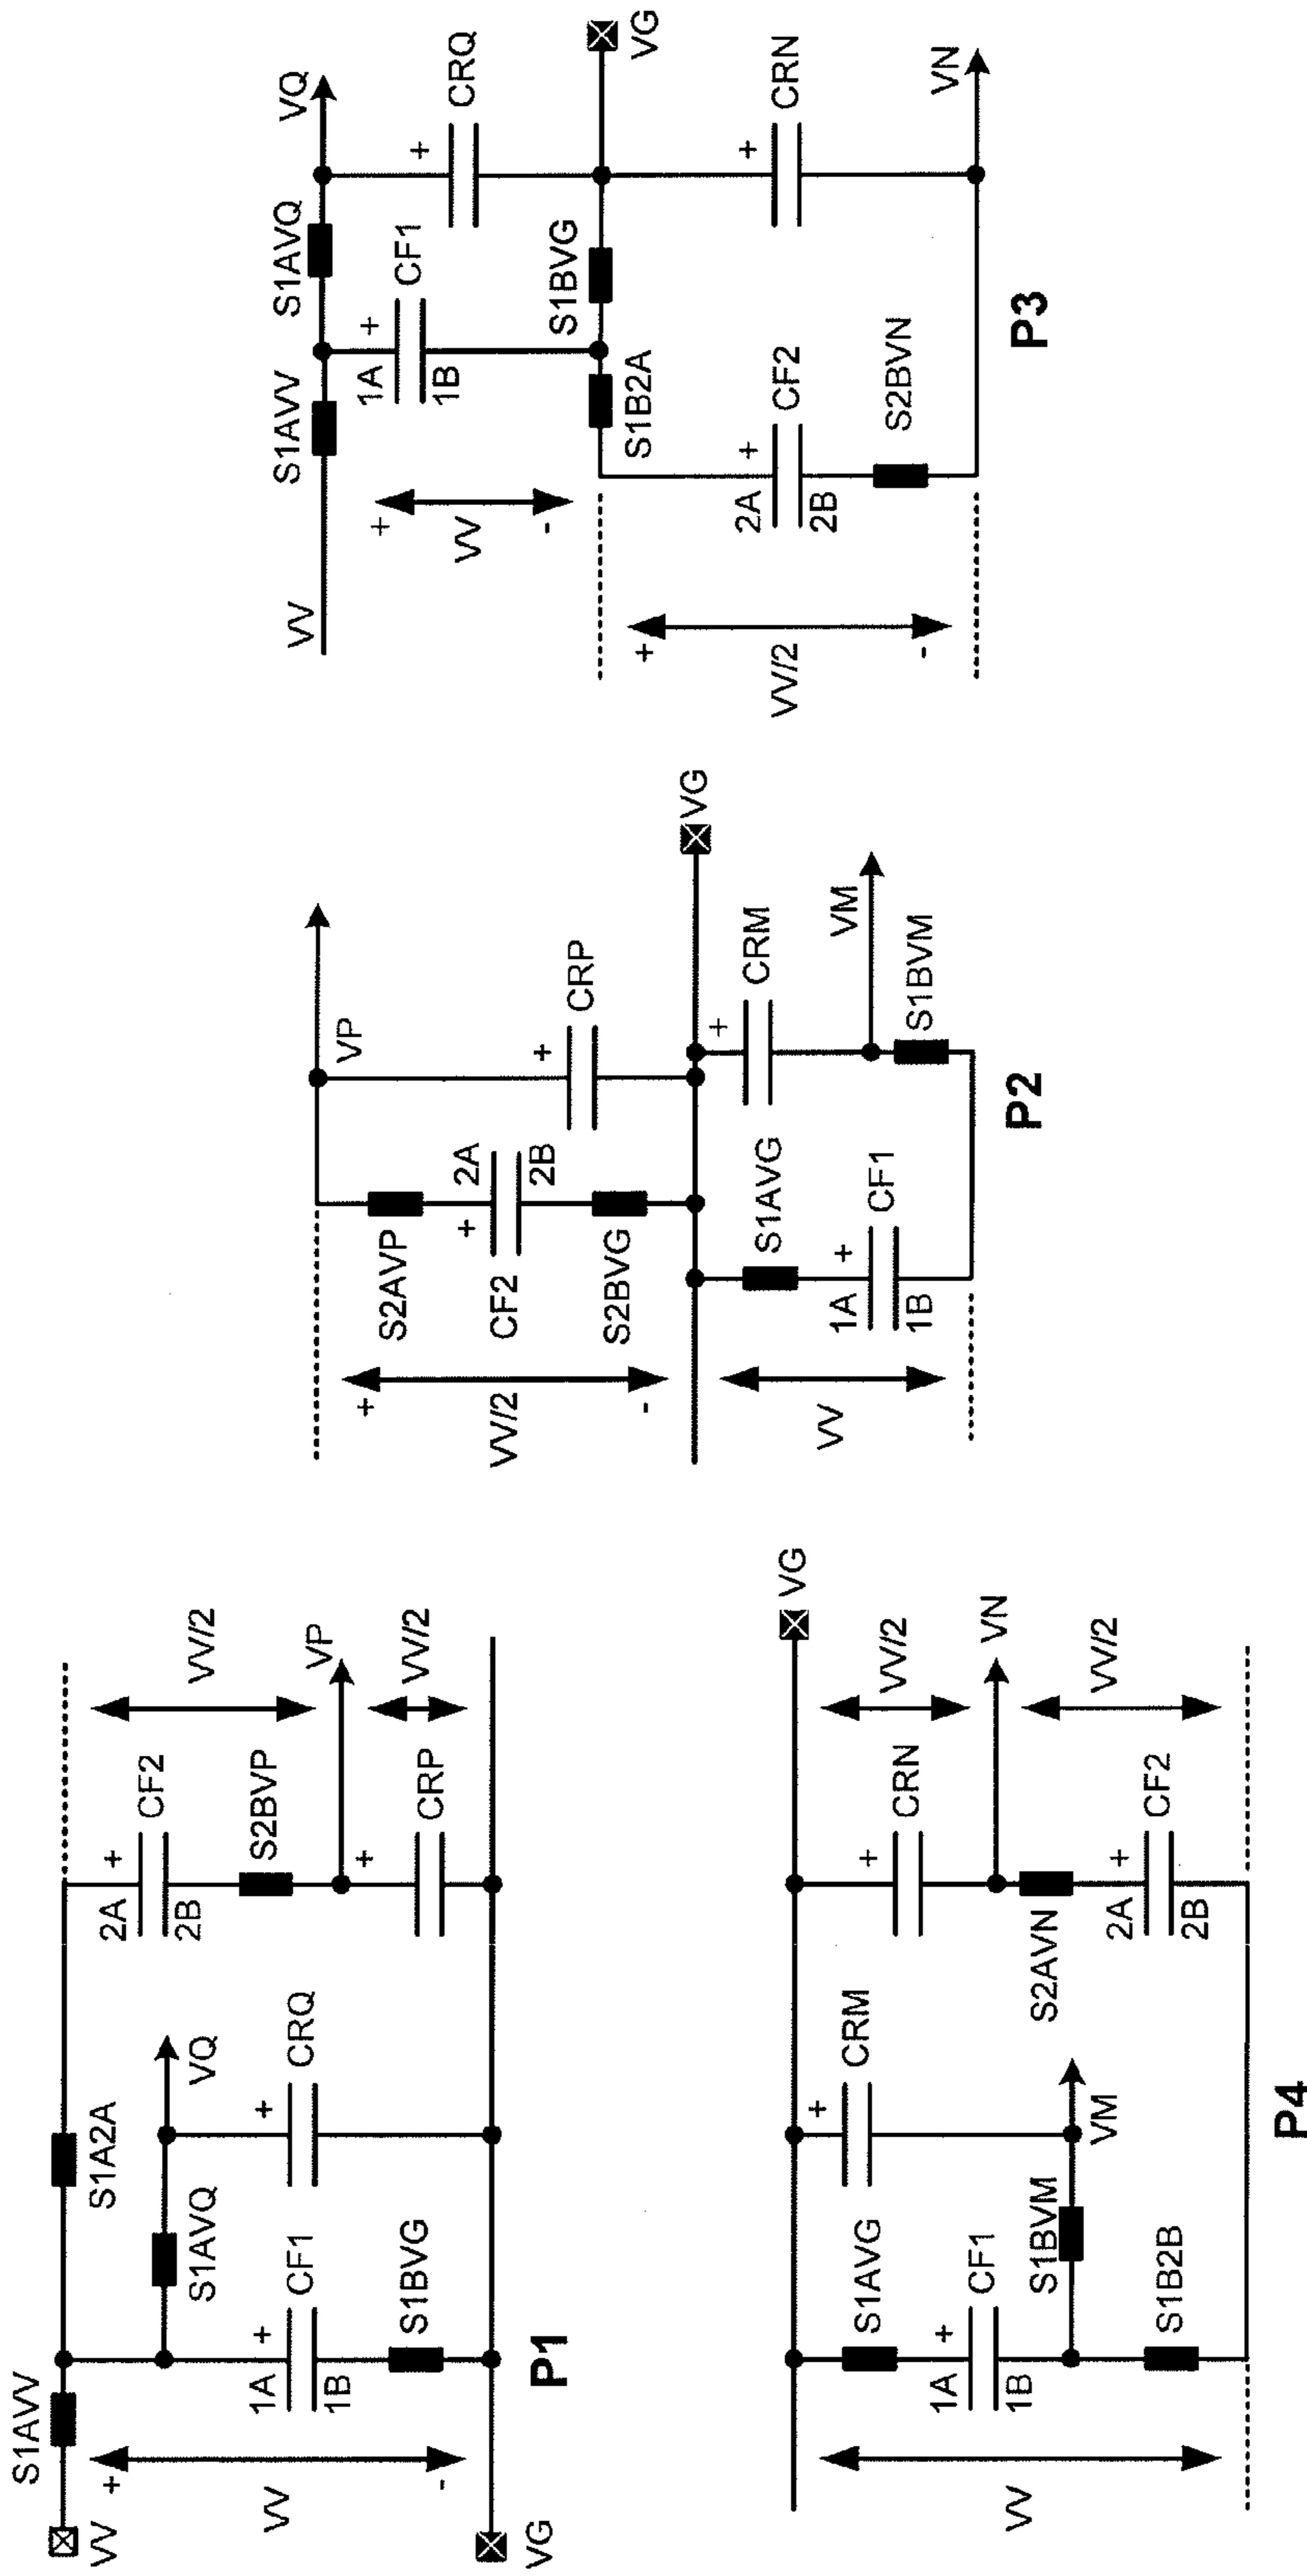 S1AVV
VV
+
VV
-
VG
S1A2A
S1AVQ
VQ
1A
+
CF1
1B
S1BVG
+
CRQ
2A
+
CF2
2B
S2BVP
VP
+
CRP
VV/2
VV/2
P1
+
VV/2
-
VV
S2AVP
+
2A
CF2
2B
S2BVG
VP
+
CRP
VG
S1AVG
1A
+
CF1
1B
+
CRM
VM
S1BVM
P2
VV
S1AVV
S1AVQ
VQ
+
VV
-
1A
+
CF1
1B
+
CRQ
S1B2A
S1BVG
VG
+
VV/2
-
2A
+
CF2
2B
S2BVN
+
CRN
VN
P3
VG
VV
S1AVG
1A
+
CF1
1B
S1BVM
S1B2B
+
CRM
VM
+
CRN
VN
S2AVN
2A
+
CF2
2B
VV/2
VV/2
P4